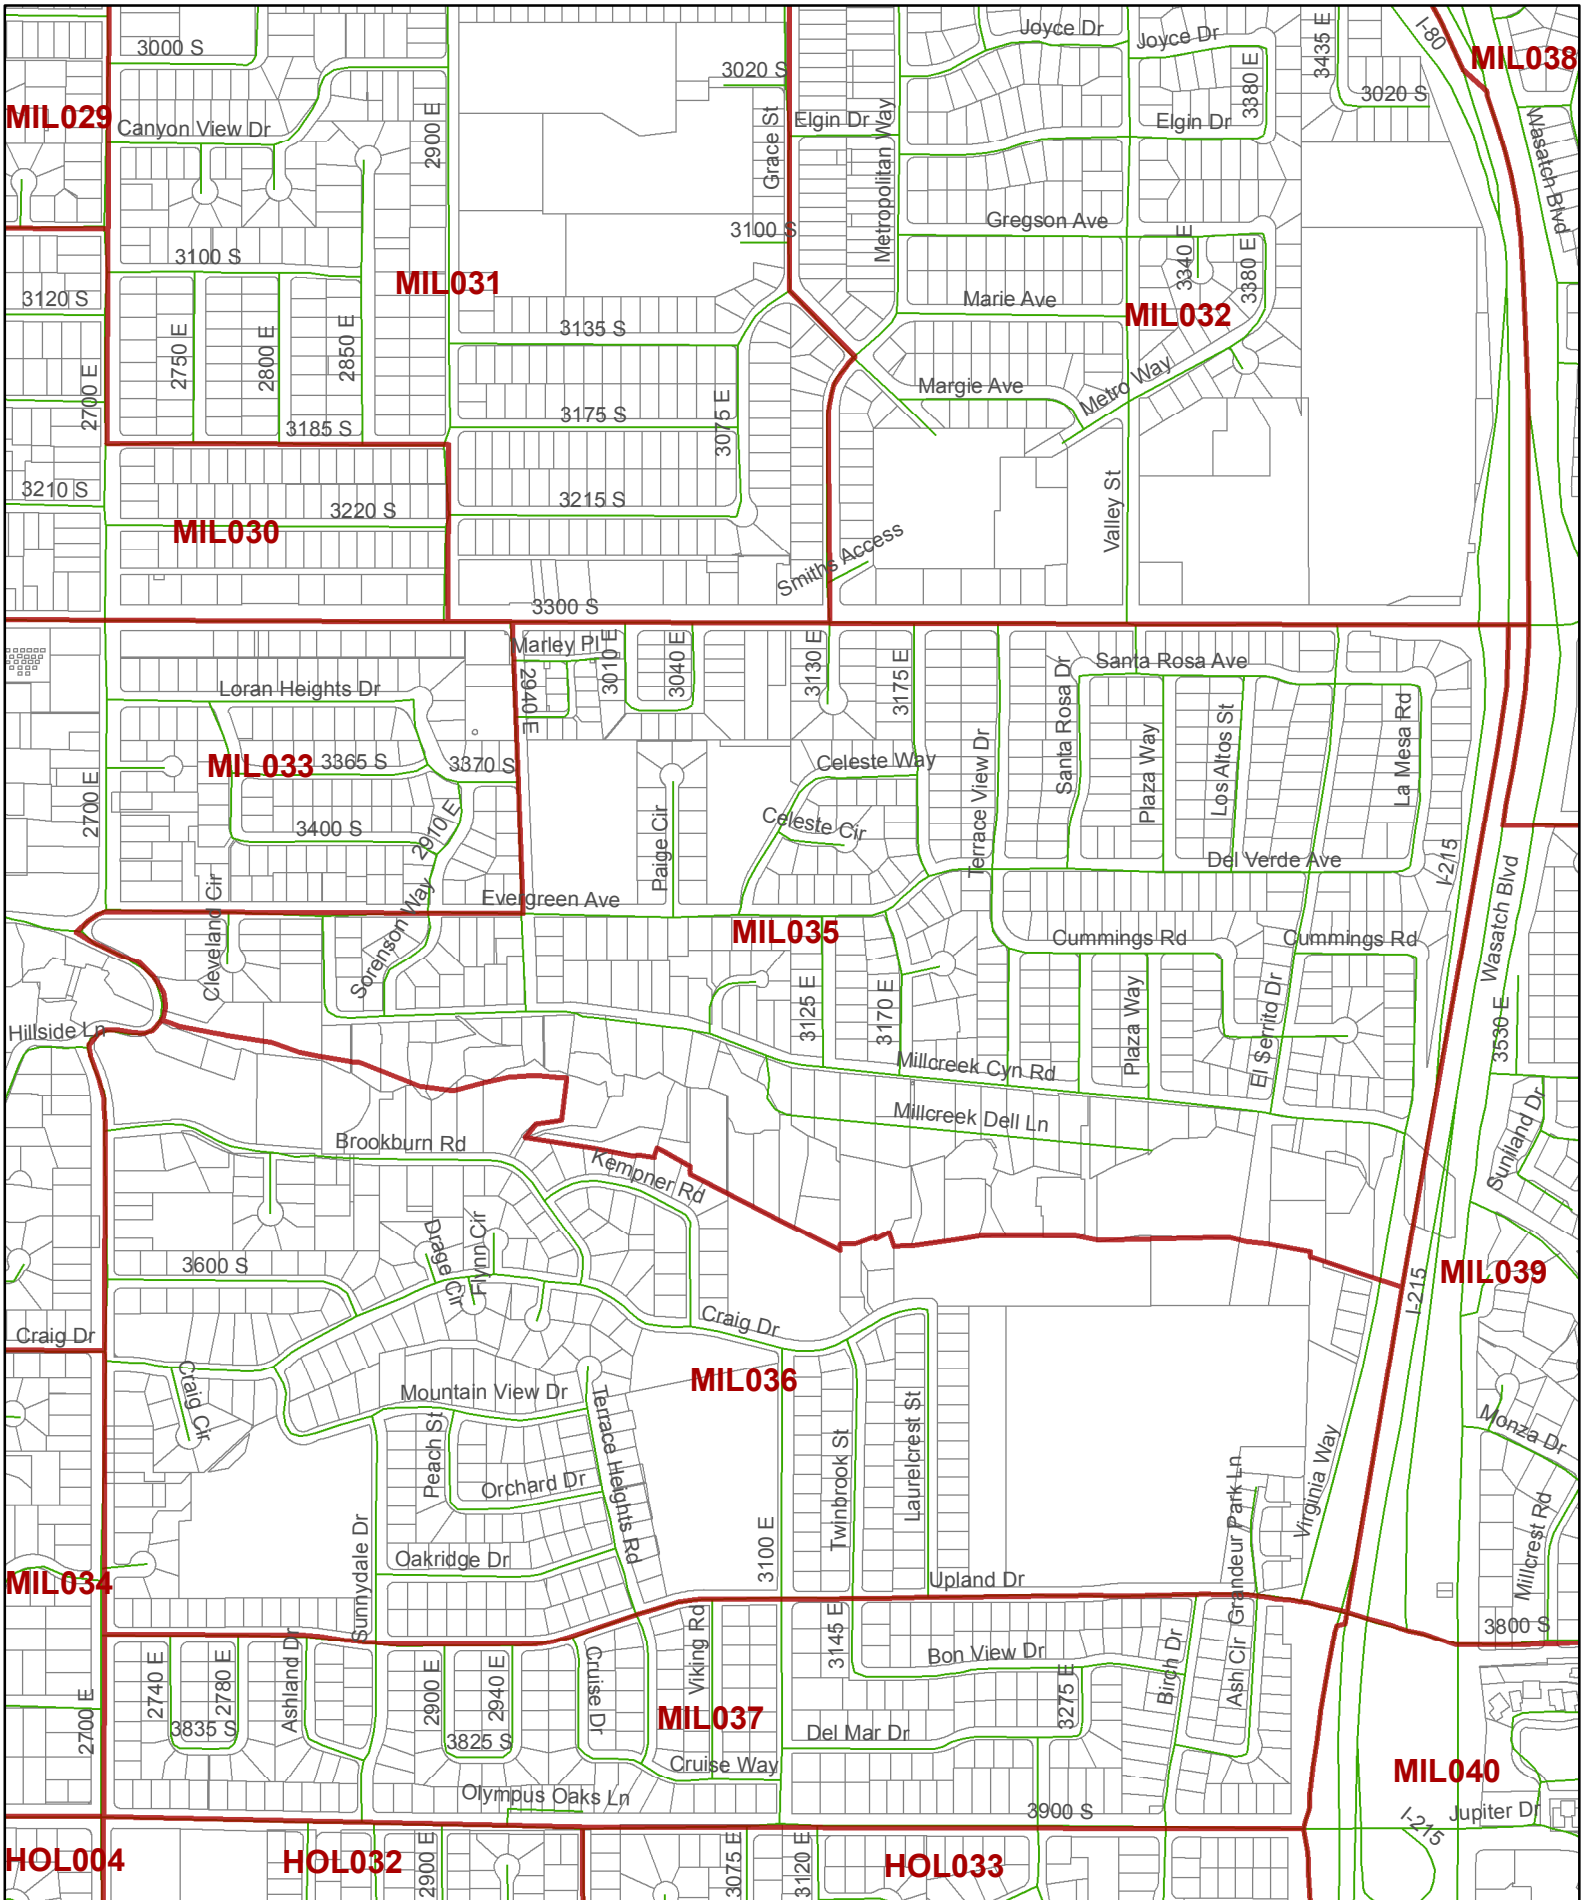 Joyce Dr
Joyce Dr
3435 E
I-80
MIL038
3000 S
3020 S
3380 E
3020 S
MIL029
Canyon View Dr
2900 E
Grace St
Elgin Dr
Metropolitan Way
Elgin Dr
Wasatch Blvd
3100 S
Gregson Ave
3340 E
3380 E
3100 S
MIL031
3120 S
Marie Ave
MIL032
2750 E
2800 E
2850 E
3135 S
2700 E
Margie Ave
Metro Way
3175 S
3075 E
3185 S
3210 S
3215 S
3220 S
MIL030
Valley St
Smiths Access
3300 S
Marley Pl
3010 E
3040 E
3130 E
3175 E
Santa Rosa Dr
Santa Rosa Ave
Loran Heights Dr
2940 E
La Mesa Rd
Los Altos St
Plaza Way
Terrace View Dr
MIL033
3365 S
3370 S
Celeste Way
2700 E
3400 S
2910 E
Paige Cir
Celeste Cir
Del Verde Ave
I-215
Evergreen Ave
Cleveland Cir
Sorenson Way
MIL035
Cummings Rd
Cummings Rd
Wasatch Blvd
Hillside Ln
3125 E
3170 E
Plaza Way
El Serrito Dr
3530 E
Millcreek Cyn Rd
Millcreek Dell Ln
Suniland Dr
Brookburn Rd
Kempner Rd
Drage Cir
Flynn Cir
3600 S
MIL039
I-215
Craig Dr
Craig Dr
MIL036
Craig Cir
Mountain View Dr
Terrace Heights Rd
Peach St
Orchard Dr
Twinbrook St
Laurelcrest St
Grandeur Park Ln
Virginia Way
Monza Dr
Millcrest Rd
3100 E
Sunnydale Dr
Oakridge Dr
MIL034
Upland Dr
3800 S
2740 E
2780 E
Ashland Dr
2900 E
2940 E
Cruise Dr
Viking Rd
3145 E
Bon View Dr
3275 E
Birch Dr
Ash Cir
2700 E
3835 S
3825 S
MIL037
Del Mar Dr
Cruise Way
MIL040
Olympus Oaks Ln
3900 S
I-215
Jupiter Dr
HOL004
HOL032
2900 E
3075 E
3120 E
HOL033